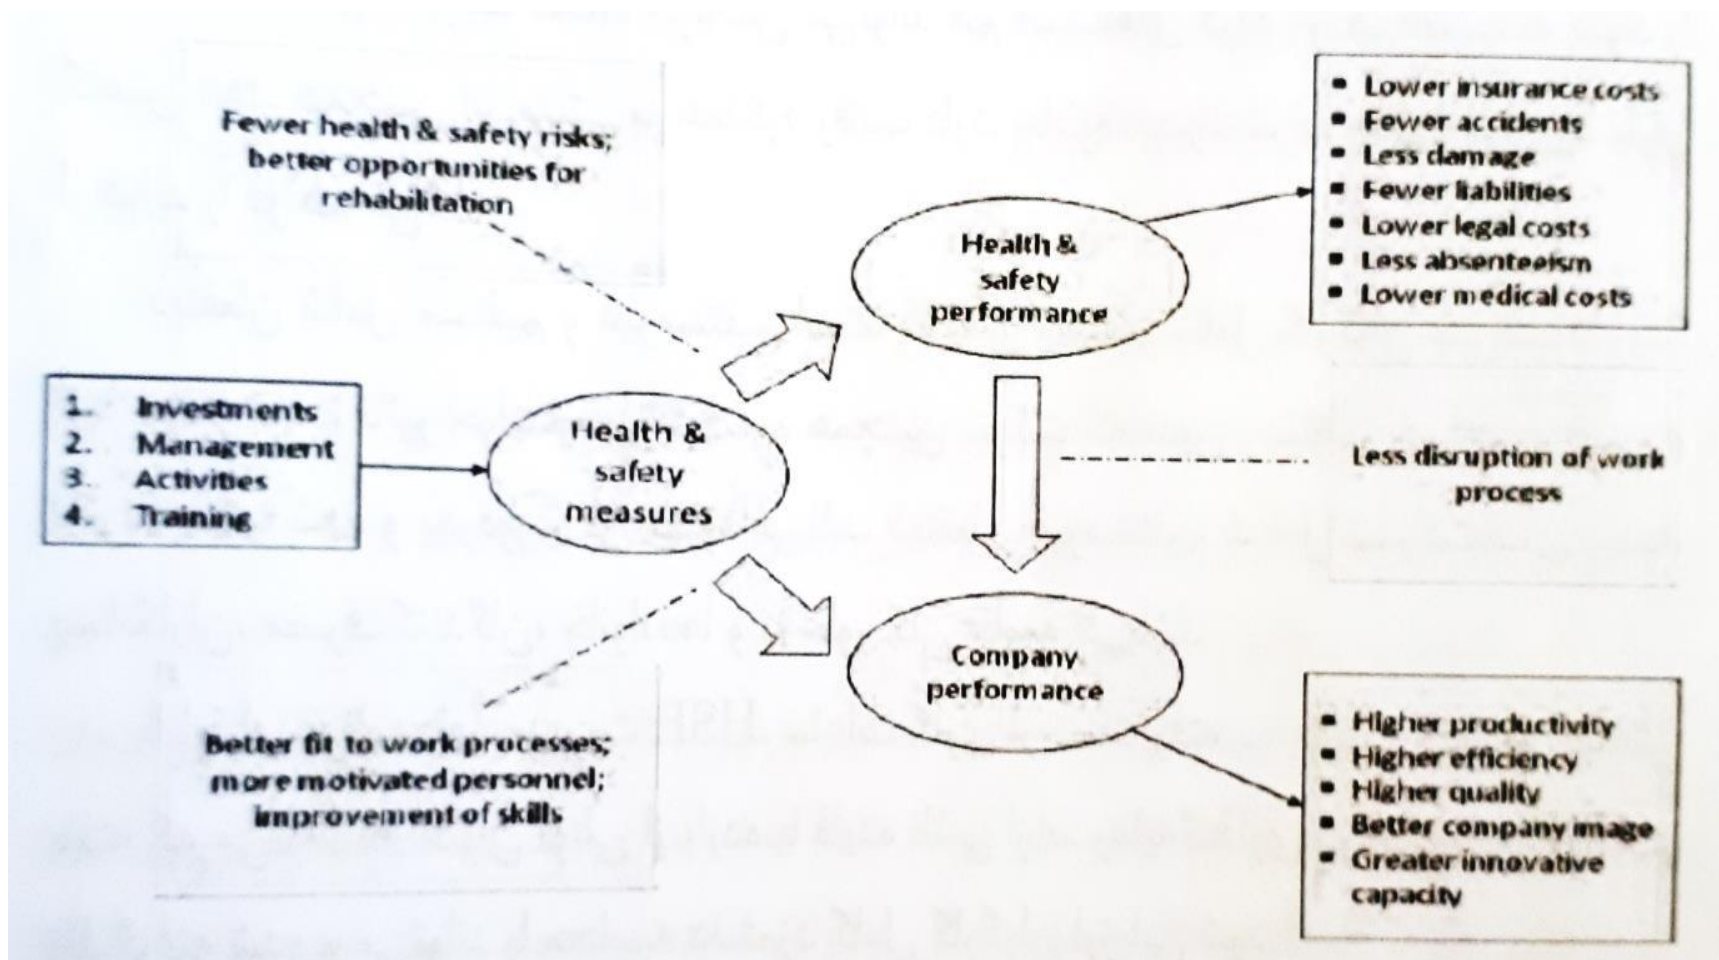 Fewer health & safety risks;
better opportunities for
rehabilitation
Health &
safety
performance
▪ Lower insurance costs
▪ Fewer accidents
▪ Less damage
▪ Fewer liabilities
▪ Lower legal costs
▪ Less absenteeism
▪ Lower medical costs
1. Investments
2. Management
3. Activities
4. Training
Health &
safety
measures
Less disruption of work
process
Better fit to work processes;
more motivated personnel;
improvement of skills
Company
performance
▪ Higher productivity
▪ Higher efficiency
▪ Higher quality
▪ Better company image
▪ Greater innovative
capacity